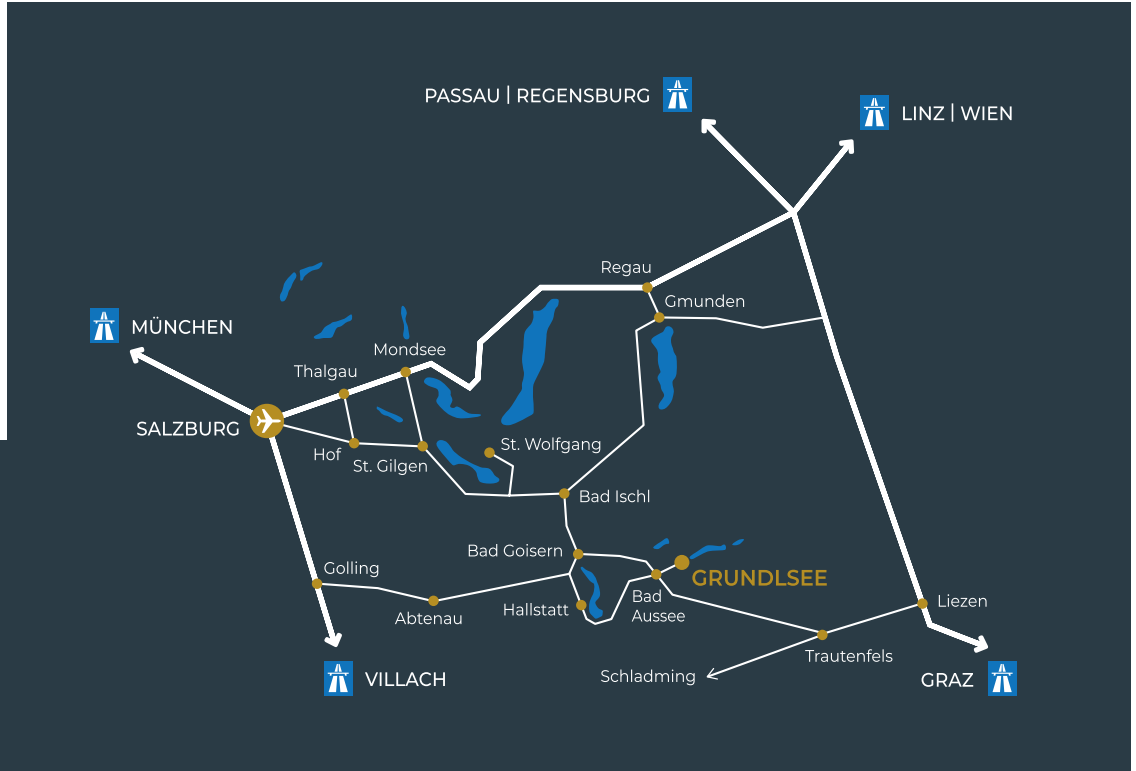 PASSAU | REGENSBURG
LINZ | WIEN
Regau
Gmunden
MÜNCHEN
Mondsee
Thalgau
SALZBURG
Hof
St. Gilgen
St. Wolfgang
Bad Ischl
Bad Goisern
Golling
GRUNDLSEE
Abtenau
Hallstatt
Bad
Aussee
Liezen
Trautenfels
Schladming
VILLACH
GRAZ